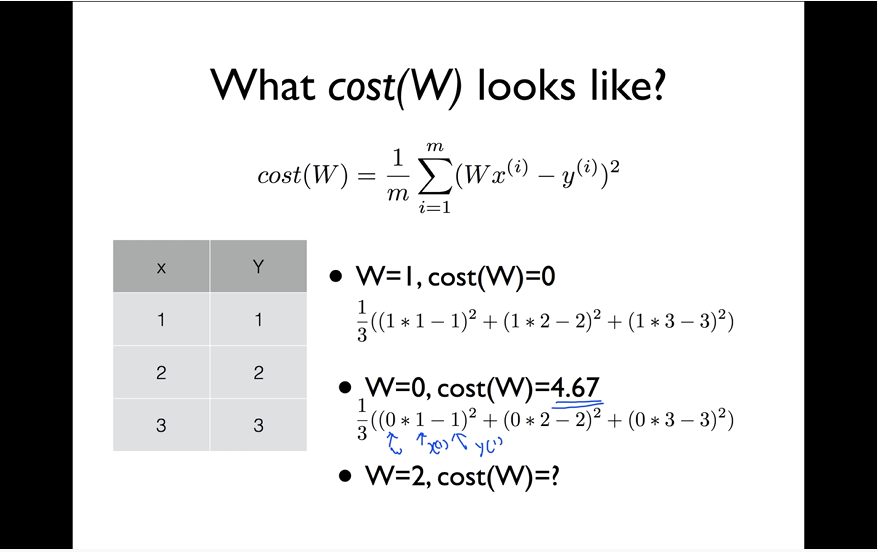 What cost(W) looks like?
cost(W) = \frac{1}{m} \sum_{i=1}^{m} (Wx^{(i)} - y^{(i)})^2
x Y
1 1
2 2
3 3
• W=1, cost(W)=0
\frac{1}{3}((1 * 1 - 1)^2 + (1 * 2 - 2)^2 + (1 * 3 - 3)^2)
• W=0, cost(W)=4.67
\frac{1}{3}((0 * 1 - 1)^2 + (0 * 2 - 2)^2 + (0 * 3 - 3)^2)
x(1) y(1)
• W=2, cost(W)=?